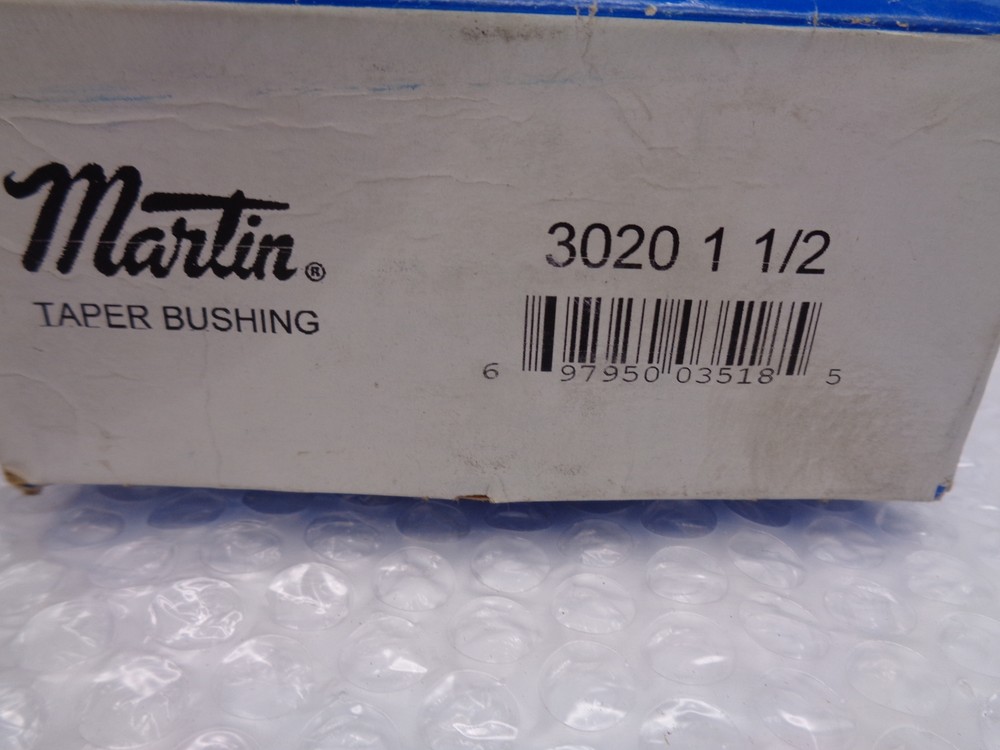 Martin®
TAPER BUSHING
3020 1 1/2
6 97950 03518 5